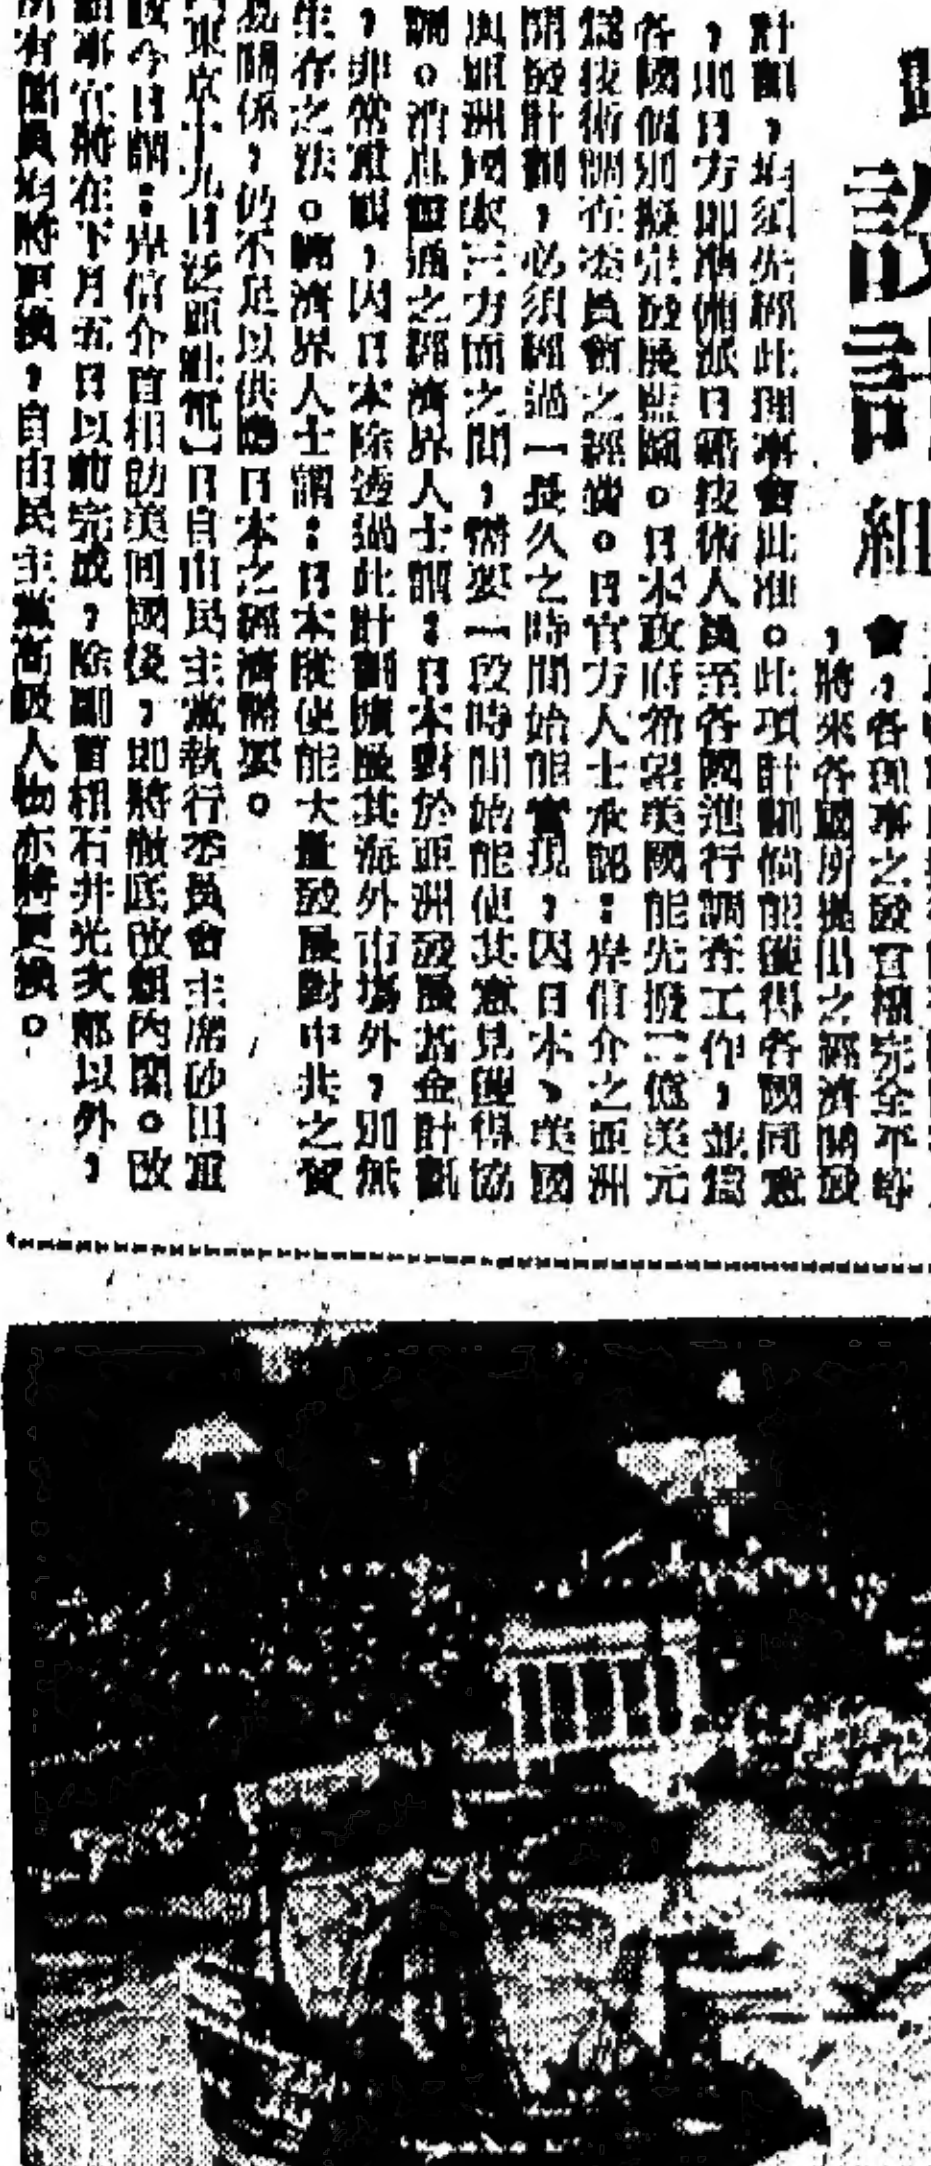 設計組
會，各理事之設置權完全平等
，將來各國所提出之經濟開發
計劃，均須先經此理事會批准。此項計劃倘能獲得各國同意
，則日方即準備派日籍技術人員至各國進行調查工作，並為
各國個別擬定發展藍圖。日本政府希望美國能先撥二億美元
為技術調查委員會之經費。日官方人士承認：岸信介之亞洲
開發計劃，必須經過一長久之時間始能實現，因日本、美國
與亞洲國家三方面之間，需要一段時間始能使其意見獲得協
調。消息靈通之經濟界人士謂：日本對於亞洲發展基金計劃
，非常重視，因日本除透過此計劃擴展其海外市場外，別無
生存之法。經濟界人士謂：日本縱使能大量發展對中共之貿
易關係，仍不足以供應日本之經濟需要。
東京十九日泛亞社電】日自由民主黨執行委員會主席砂田重
政今日謂：岸信介首相訪美回國後，即將徹底改組內閣。改
組事宜將在下月五日以前完成，除副首相石井光次郎以外，
所有閣員均將更換，自由民主黨高級人物亦將更換。